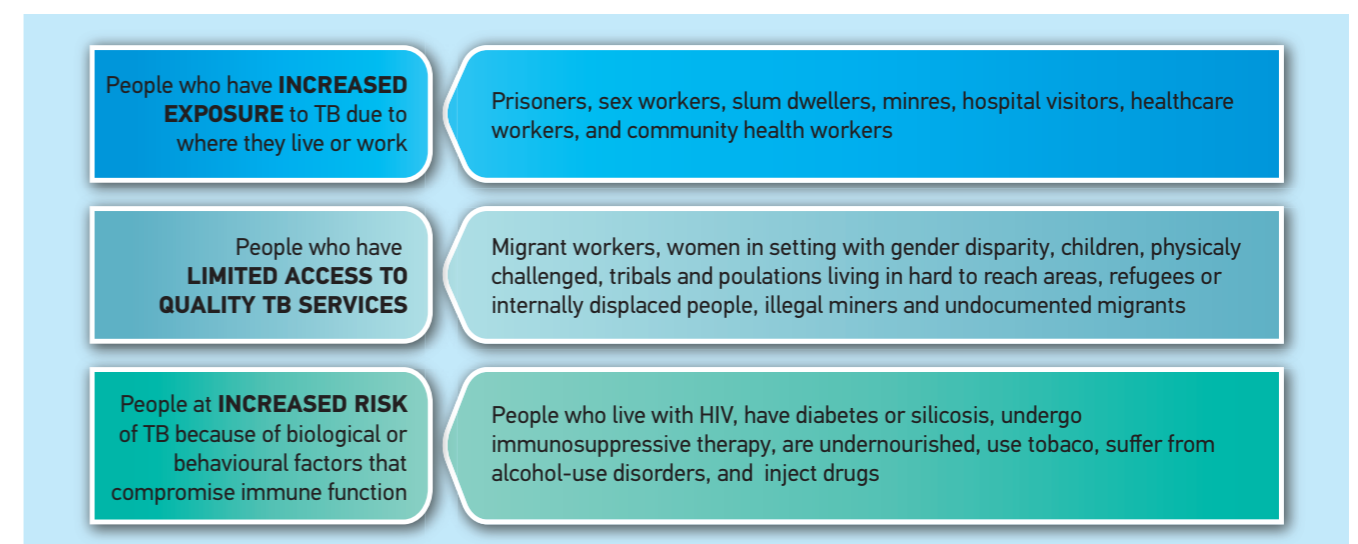 People who have INCREASED
EXPOSURE to TB due to
where they live or work
Prisoners, sex workers, slum dwellers, minres, hospital visitors, healthcare
workers, and community health workers
People who have
LIMITED ACCESS TO
QUALITY TB SERVICES
Migrant workers, women in setting with gender disparity, children, physicaly
challenged, tribals and poulations living in hard to reach areas, refugees or
internally displaced people, illegal miners and undocumented migrants
People at INCREASED RISK
of TB because of biological or
behavioural factors that
compromise immune function
People who live with HIV, have diabetes or silicosis, undergo
immunosuppressive therapy, are undernourished, use tobaco, suffer from
alcohol-use disorders, and inject drugs